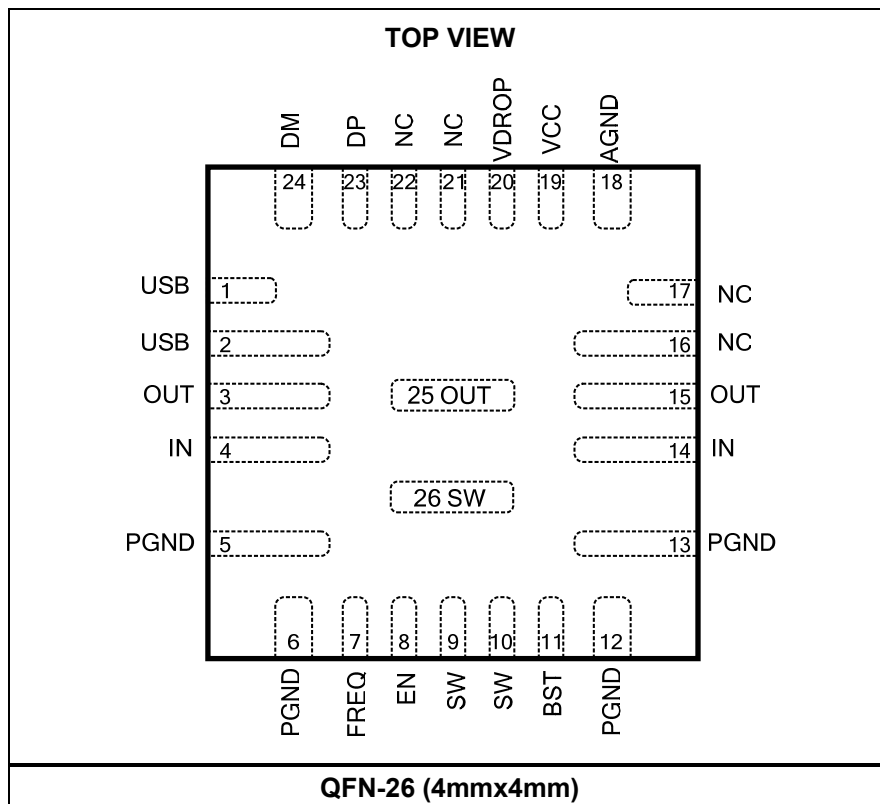 TOP VIEW
DM DP NC NC VDROP VCC AGND
24 23 22 21 20 19 18
USB 1 17 NC
USB 2 16 NC
OUT 3 25 OUT 15 OUT
IN 4 14 IN
26 SW
PGND 5 13 PGND
6 7 8 9 10 11 12
PGND FREQ EN SW SW BST PGND
QFN-26 (4mmx4mm)